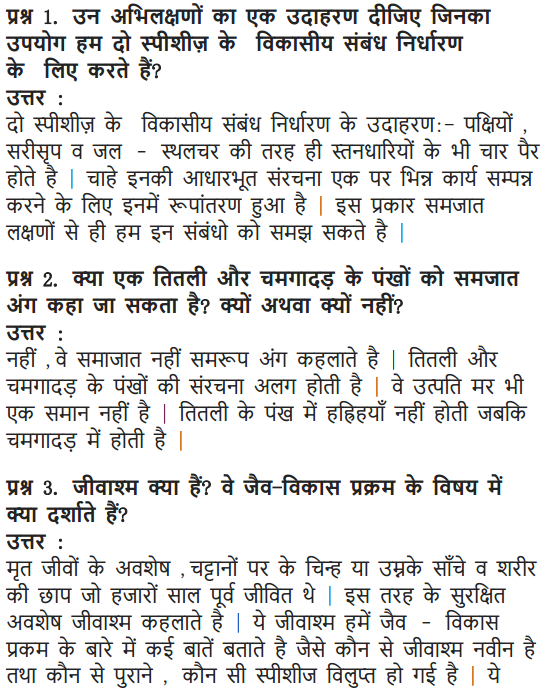 प्रश्न 1. उन अभिलक्षणों का एक उदाहरण दीजिए जिनका
उपयोग हम दो स्पीशीज़ के विकासीय संबंध निर्धारण
के लिए करते हैं?
उत्तर :
दो स्पीशीज़ के विकासीय संबंध निर्धारण के उदाहरण:- पक्षियों ,
सरीसृप व जल - स्थलचर की तरह ही स्तनधारियों के भी चार पैर
होते है | चाहे इनकी आधारभूत संरचना एक पर भिन्न कार्य सम्पन्न
करने के लिए इनमें रूपांतरण हुआ है | इस प्रकार समजात
लक्षणों से ही हम इन संबंधो को समझ सकते है |
प्रश्न 2. क्या एक तितली और चमगादड़ के पंखों को समजात
अंग कहा जा सकता है? क्यों अथवा क्यों नहीं?
उत्तर :
नहीं ,वे समाजात नहीं समरूप अंग कहलाते है | तितली और
चमगादड़ के पंखों की संरचना अलग होती है | वे उत्पति मर भी
एक समान नहीं है | तितली के पंख में हह्रिहयाँ नहीं होती जबकि
चमगादड़ में होती है |
प्रश्न 3. जीवाश्म क्या हैं? वे जैव-विकास प्रक्रम के विषय में
क्या दर्शाते हैं?
उत्तर :
मृत जीवों के अवशेष ,चट्टानों पर के चिन्ह या उम्नके साँचे व शरीर
की छाप जो हजारों साल पूर्व जीवित थे | इस तरह के सुरक्षित
अवशेष जीवाश्म कहलाते है | ये जीवाश्म हमें जैव - विकास
प्रकम के बारे में कई बातें बताते है जैसे कौन से जीवाश्म नवीन है
तथा कौन से पुराने , कौन सी स्पीशीज विलुप्त हो गई है | ये